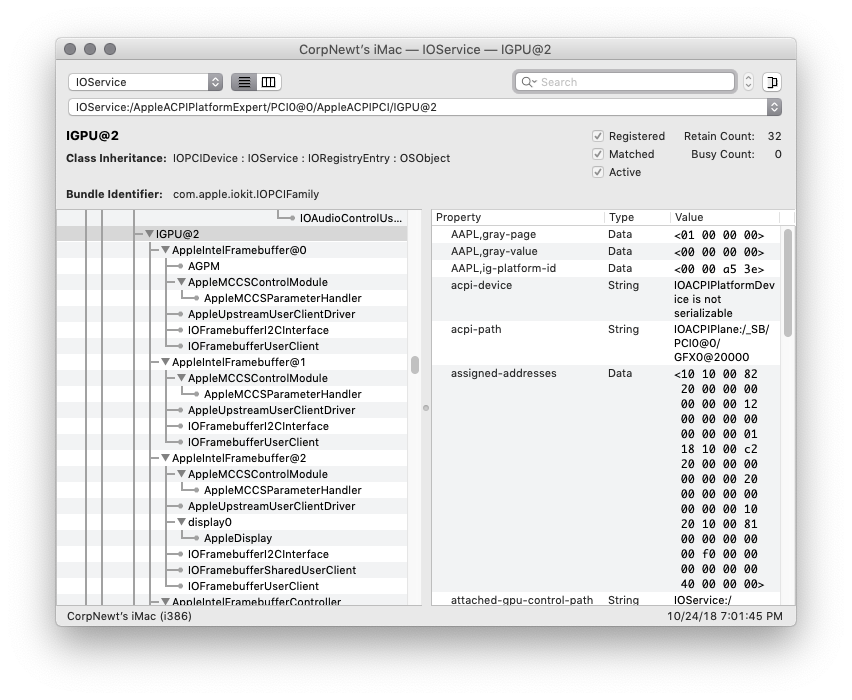 CorpNewt's iMac — IOService — IGPU@2
IOService
Search
IOService:/AppleACPIPlatformExpert/PCI0@0/AppleACPIPCI/IGPU@2
IGPU@2
Registered Retain Count: 32
Class Inheritance: IOPCIDevice : IOService : IORegistryEntry : OSObject
Matched Busy Count: 0
Active
Bundle Identifier: com.apple.iokit.IOPCIFamily
IOAudioControlUs...
IGPU@2
AppleIntelFramebuffer@0
AGPM
AppleMCCSControlModule
AppleMCCSParameterHandler
AppleUpstreamUserClientDriver
IOFramebufferI2CInterface
IOFramebufferUserClient
AppleIntelFramebuffer@1
AppleMCCSControlModule
AppleMCCSParameterHandler
AppleUpstreamUserClientDriver
IOFramebufferI2CInterface
IOFramebufferUserClient
AppleIntelFramebuffer@2
AppleMCCSControlModule
AppleMCCSParameterHandler
AppleUpstreamUserClientDriver
display0
AppleDisplay
IOFramebufferI2CInterface
IOFramebufferSharedUserClient
IOFramebufferUserClient
AppleIntelFramebufferController
Property Type Value
AAPL,gray-page Data <01 00 00 00>
AAPL,gray-value Data <00 00 00 00>
AAPL,ig-platform-id Data <00 00 a5 3e>
acpi-device String IOACPIPlatformDev
ice is not
serializable
acpi-path String IOACPIPlane:/_SB/
PCI0@0/
GFX0@20000
assigned-addresses Data <10 10 00 82
20 00 00 00
00 00 00 12
00 00 00 00
00 00 00 01
18 10 00 c2
20 00 00 00
00 00 00 20
00 00 00 00
00 00 00 10
20 10 00 81
00 00 00 00
00 f0 00 00
00 00 00 00
40 00 00 00>
attached-gpu-control-path String IOService:/
CorpNewt's iMac (i386)
10/24/18 7:01:45 PM